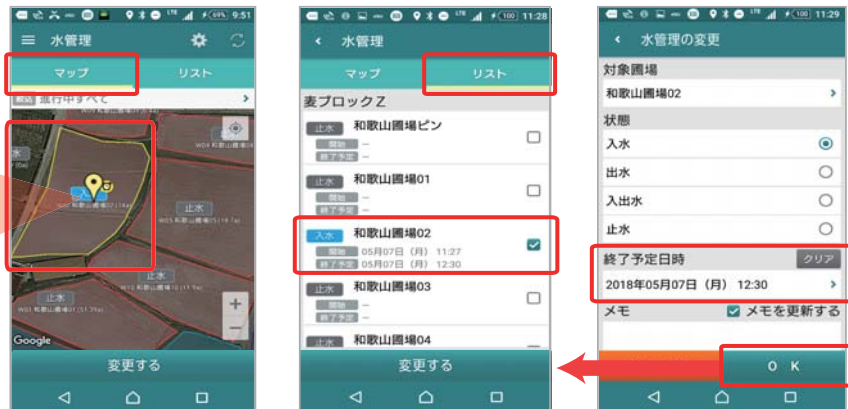 69% 9:51
水管理
マップ
リスト
進行中すべて
止水
入水
止水
止水
Google
変更する
LTE 100 11:28
水管理
マップ
リスト
麦ブロックZ
止水 和歌山圃場ピン
開始 –
終了予定 –
止水 和歌山圃場01
開始 –
終了予定 –
入水 和歌山圃場02
開始 05月07日（月） 11:27
終了予定 05月07日（月） 12:30
止水 和歌山圃場03
開始 –
終了予定 –
止水 和歌山圃場04
変更する
LTE 100 11:29
水管理の変更
対象圃場
和歌山圃場02
状態
入水
出水
入出水
止水
終了予定日時 クリア
2018年05月07日（月） 12:30
メモ メモを更新する
O K